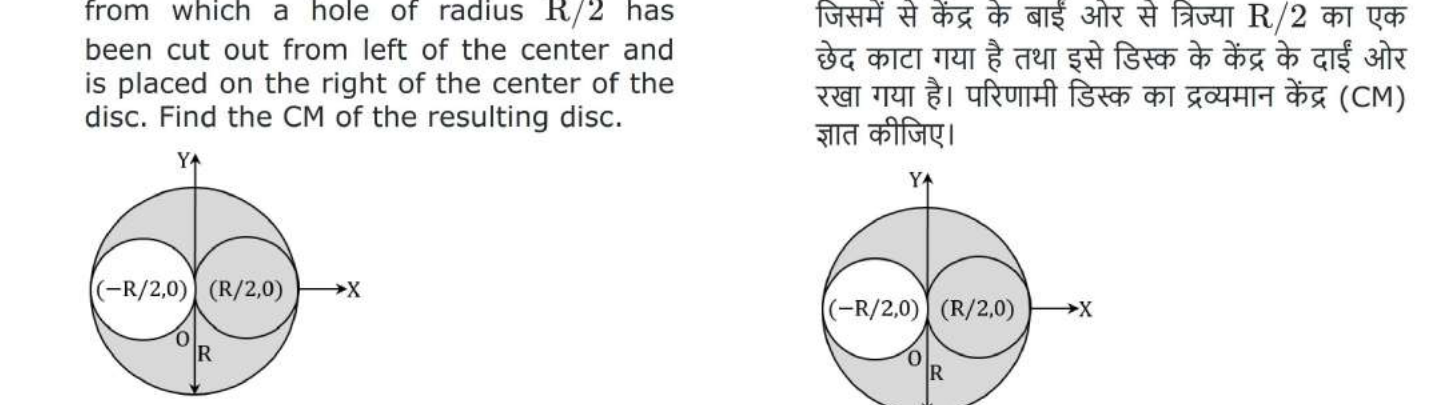 from which a hole of radius R/2 has
been cut out from left of the center and
is placed on the right of the center of the
disc. Find the CM of the resulting disc.
Y
(−R/2,0) (R/2,0) X
O
R
जिसमें से केंद्र के बाईं ओर से त्रिज्या R/2 का एक
छेद काटा गया है तथा इसे डिस्क के केंद्र के दाईं ओर
रखा गया है। परिणामी डिस्क का द्रव्यमान केंद्र (CM)
ज्ञात कीजिए।
Y
(−R/2,0) (R/2,0) X
O
R